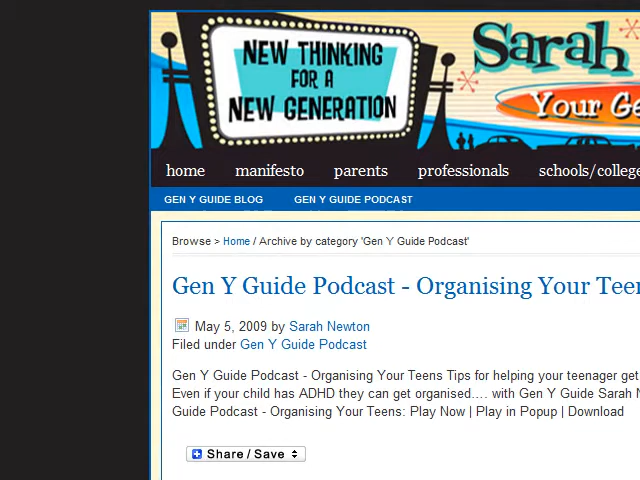 NEW THINKING
FOR A
NEW GENERATION
Sarah
Your Ge
home manifesto parents professionals schools/college
GEN Y GUIDE BLOG GEN Y GUIDE PODCAST
Browse > Home / Archive by category 'Gen Y Guide Podcast'
Gen Y Guide Podcast - Organising Your Teen
May 5, 2009 by Sarah Newton
Filed under Gen Y Guide Podcast
Gen Y Guide Podcast - Organising Your Teens Tips for helping your teenager get
Even if your child has ADHD they can get organised.... with Gen Y Guide Sarah N
Guide Podcast - Organising Your Teens: Play Now | Play in Popup | Download
Share / Save